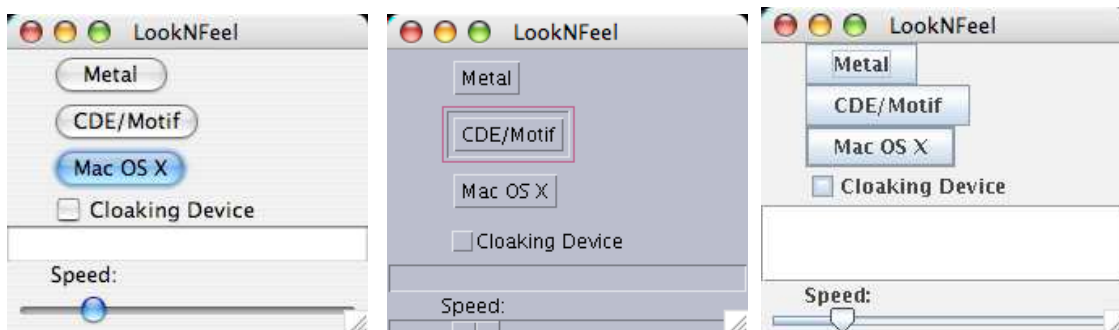 LookNFeel
Metal
CDE/Motif
Mac OS X
Cloaking Device
Speed:
LookNFeel
Metal
CDE/Motif
Mac OS X
Cloaking Device
Speed:
LookNFeel
Metal
CDE/Motif
Mac OS X
Cloaking Device
Speed: